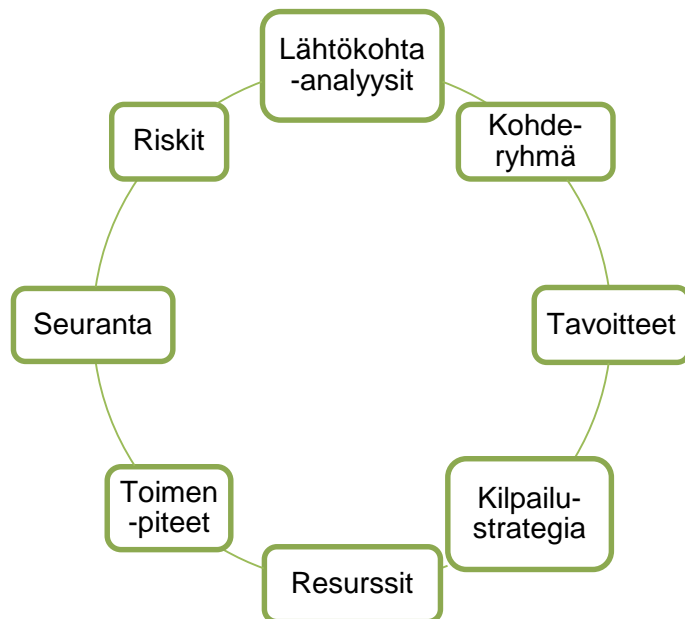 Lähtökohta
-analyysit
Kohde-
ryhmä
Tavoitteet
Kilpailu-
strategia
Resurssit
Toimen
-piteet
Seuranta
Riskit